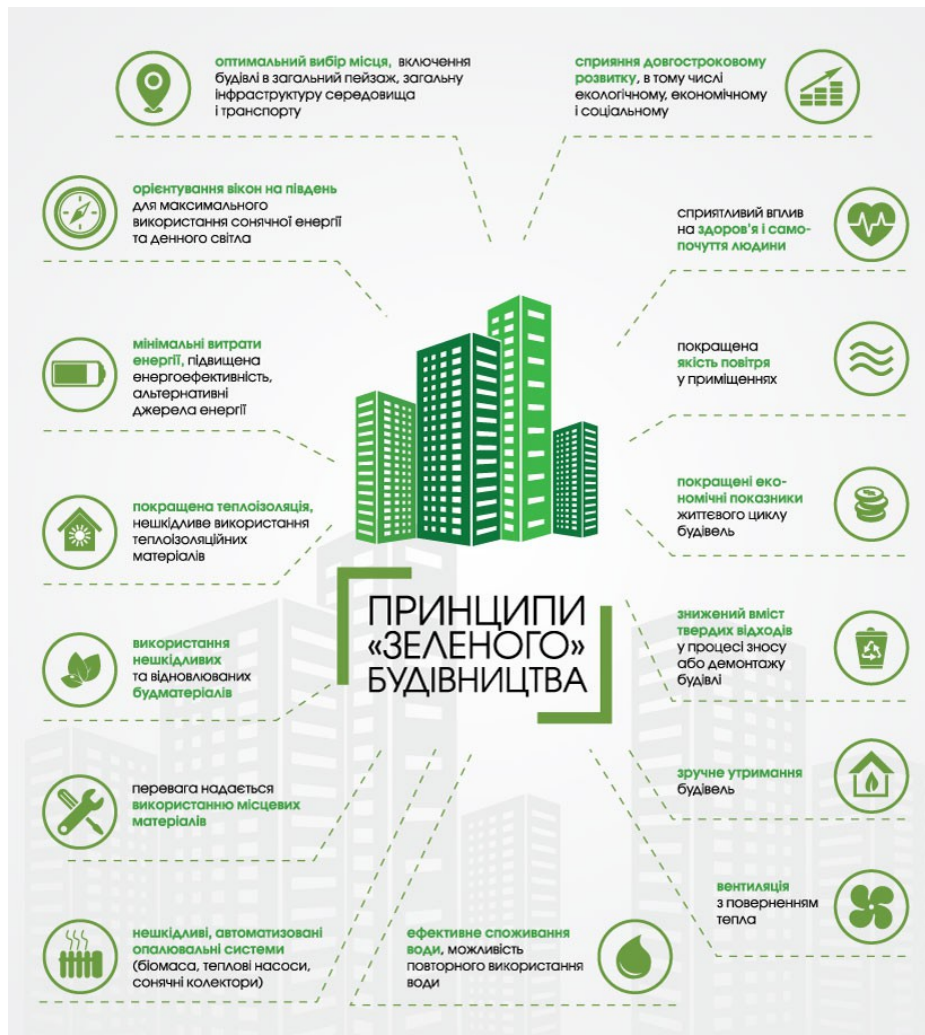 оптимальний вибір місця, включення
будівлі в загальний пейзаж, загальну
інфраструктуру середовища
і транспорту
сприяння довгостроковому
розвитку, в тому числі
екологічному, економічному
і соціальному
орієнтування вікон на південь
для максимального
використання сонячної енергії
та денного світла
сприятливий вплив
на здоров'я і само-
почуття людини
мінімальні витрати
енергії, підвищена
енергоефективність,
альтернативні
джерела енергії
покращена
якість повітря
у приміщеннях
покращена теплоізоляція,
нешкідливе використання
теплоізоляційних
матеріалів
покращені еко-
номічні показники
життєвого циклу
будівель
ПРИНЦИПИ
«ЗЕЛЕНОГО»
БУДІВНИЦТВА
використання
нешкідливих
та відновлюваних
будматеріалів
знижений вміст
твердих відходів
у процесі зносу
або демонтажу
будівлі
перевага надається
використанню місцевих
матеріалів
зручне утримання
будівель
нешкідливі, автоматизовані
опалювальні системи
(біомаса, теплові насоси,
сонячні колектори)
ефективне споживання
води, можливість
повторного використання
води
вентиляція
з поверненням
тепла